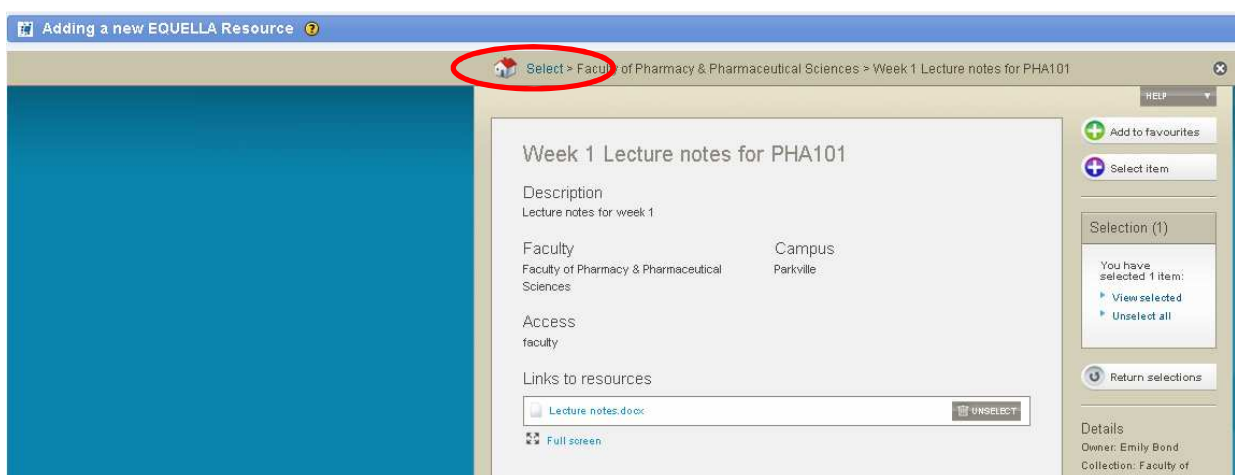 Adding a new EQUELLA Resource
Select > Faculty of Pharmacy & Pharmaceutical Sciences > Week 1 Lecture notes for PHA101
HELP
Add to favourites
Select item
Week 1 Lecture notes for PHA101
Description
Lecture notes for week 1
Faculty
Campus
Faculty of Pharmacy & Pharmaceutical
Sciences
Parkville
Access
faculty
Links to resources
Lecture notes.docx
UNSELECT
Full screen
Selection (1)
You have
selected 1 item:
View selected
Unselect all
Return selections
Details
Owner: Emily Bond
Collection: Faculty of